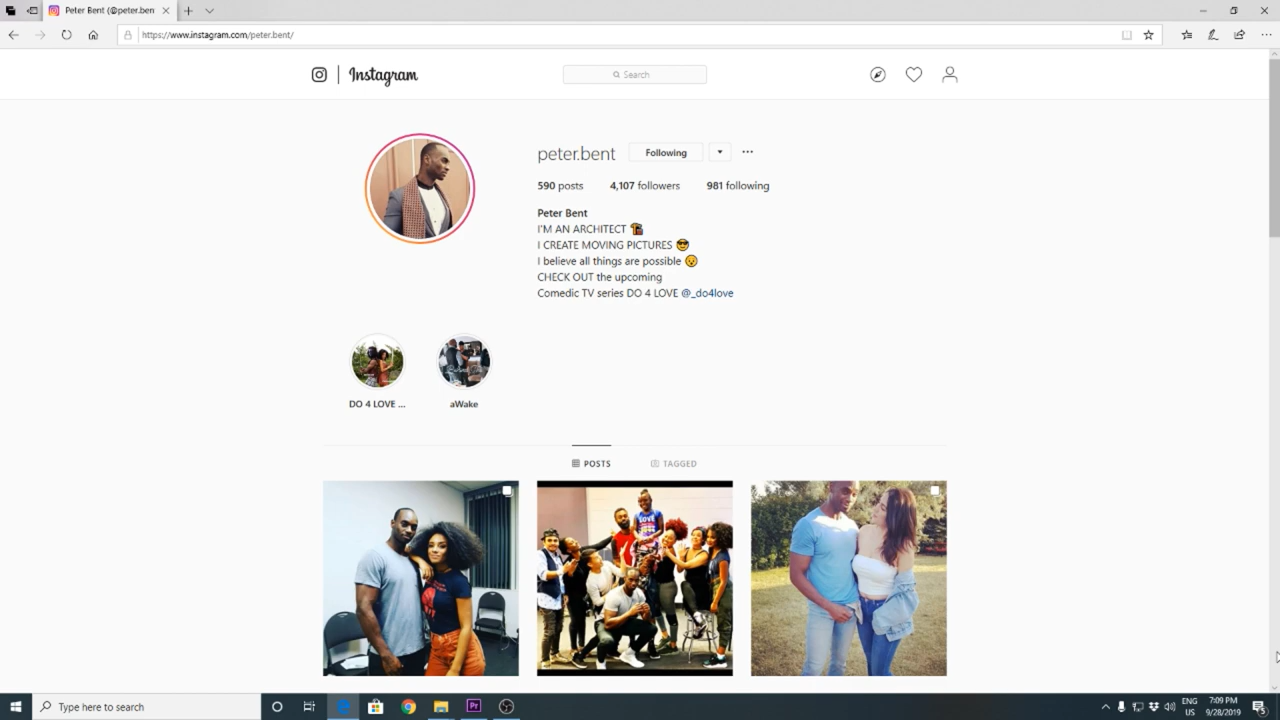 Peter Bent (@peter.ben
https://www.instagram.com/peter.bent/
Instagram
Search
peter.bent
Following
590 posts 4,107 followers 981 following
Peter Bent
I'M AN ARCHITECT
I CREATE MOVING PICTURES
I believe all things are possible
CHECK OUT the upcoming
Comedic TV series DO 4 LOVE @_do4love
DO 4 LOVE ...
aWake
POSTS
TAGGED
LOVE
Type here to search
Pr
ENG
US
7:09 PM
9/28/2019
5